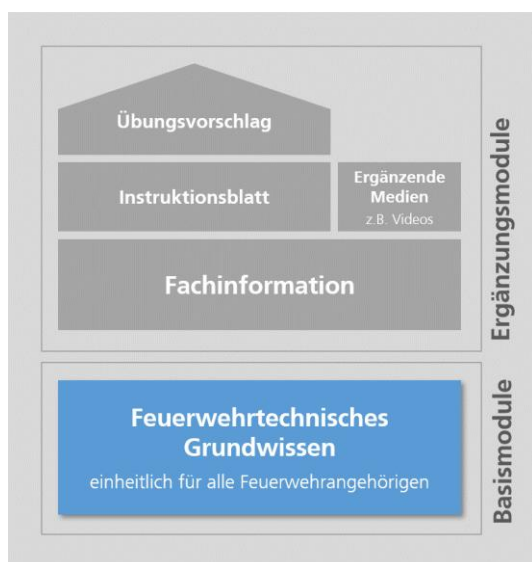 Übungsvorschlag
Instruktionsblatt
Ergänzende
Medien
z.B. Videos
Fachinformation
Ergänzungsmodule
Feuerwehrtechnisches
Grundwissen
einheitlich für alle Feuerwehrangehörigen
Basismodule